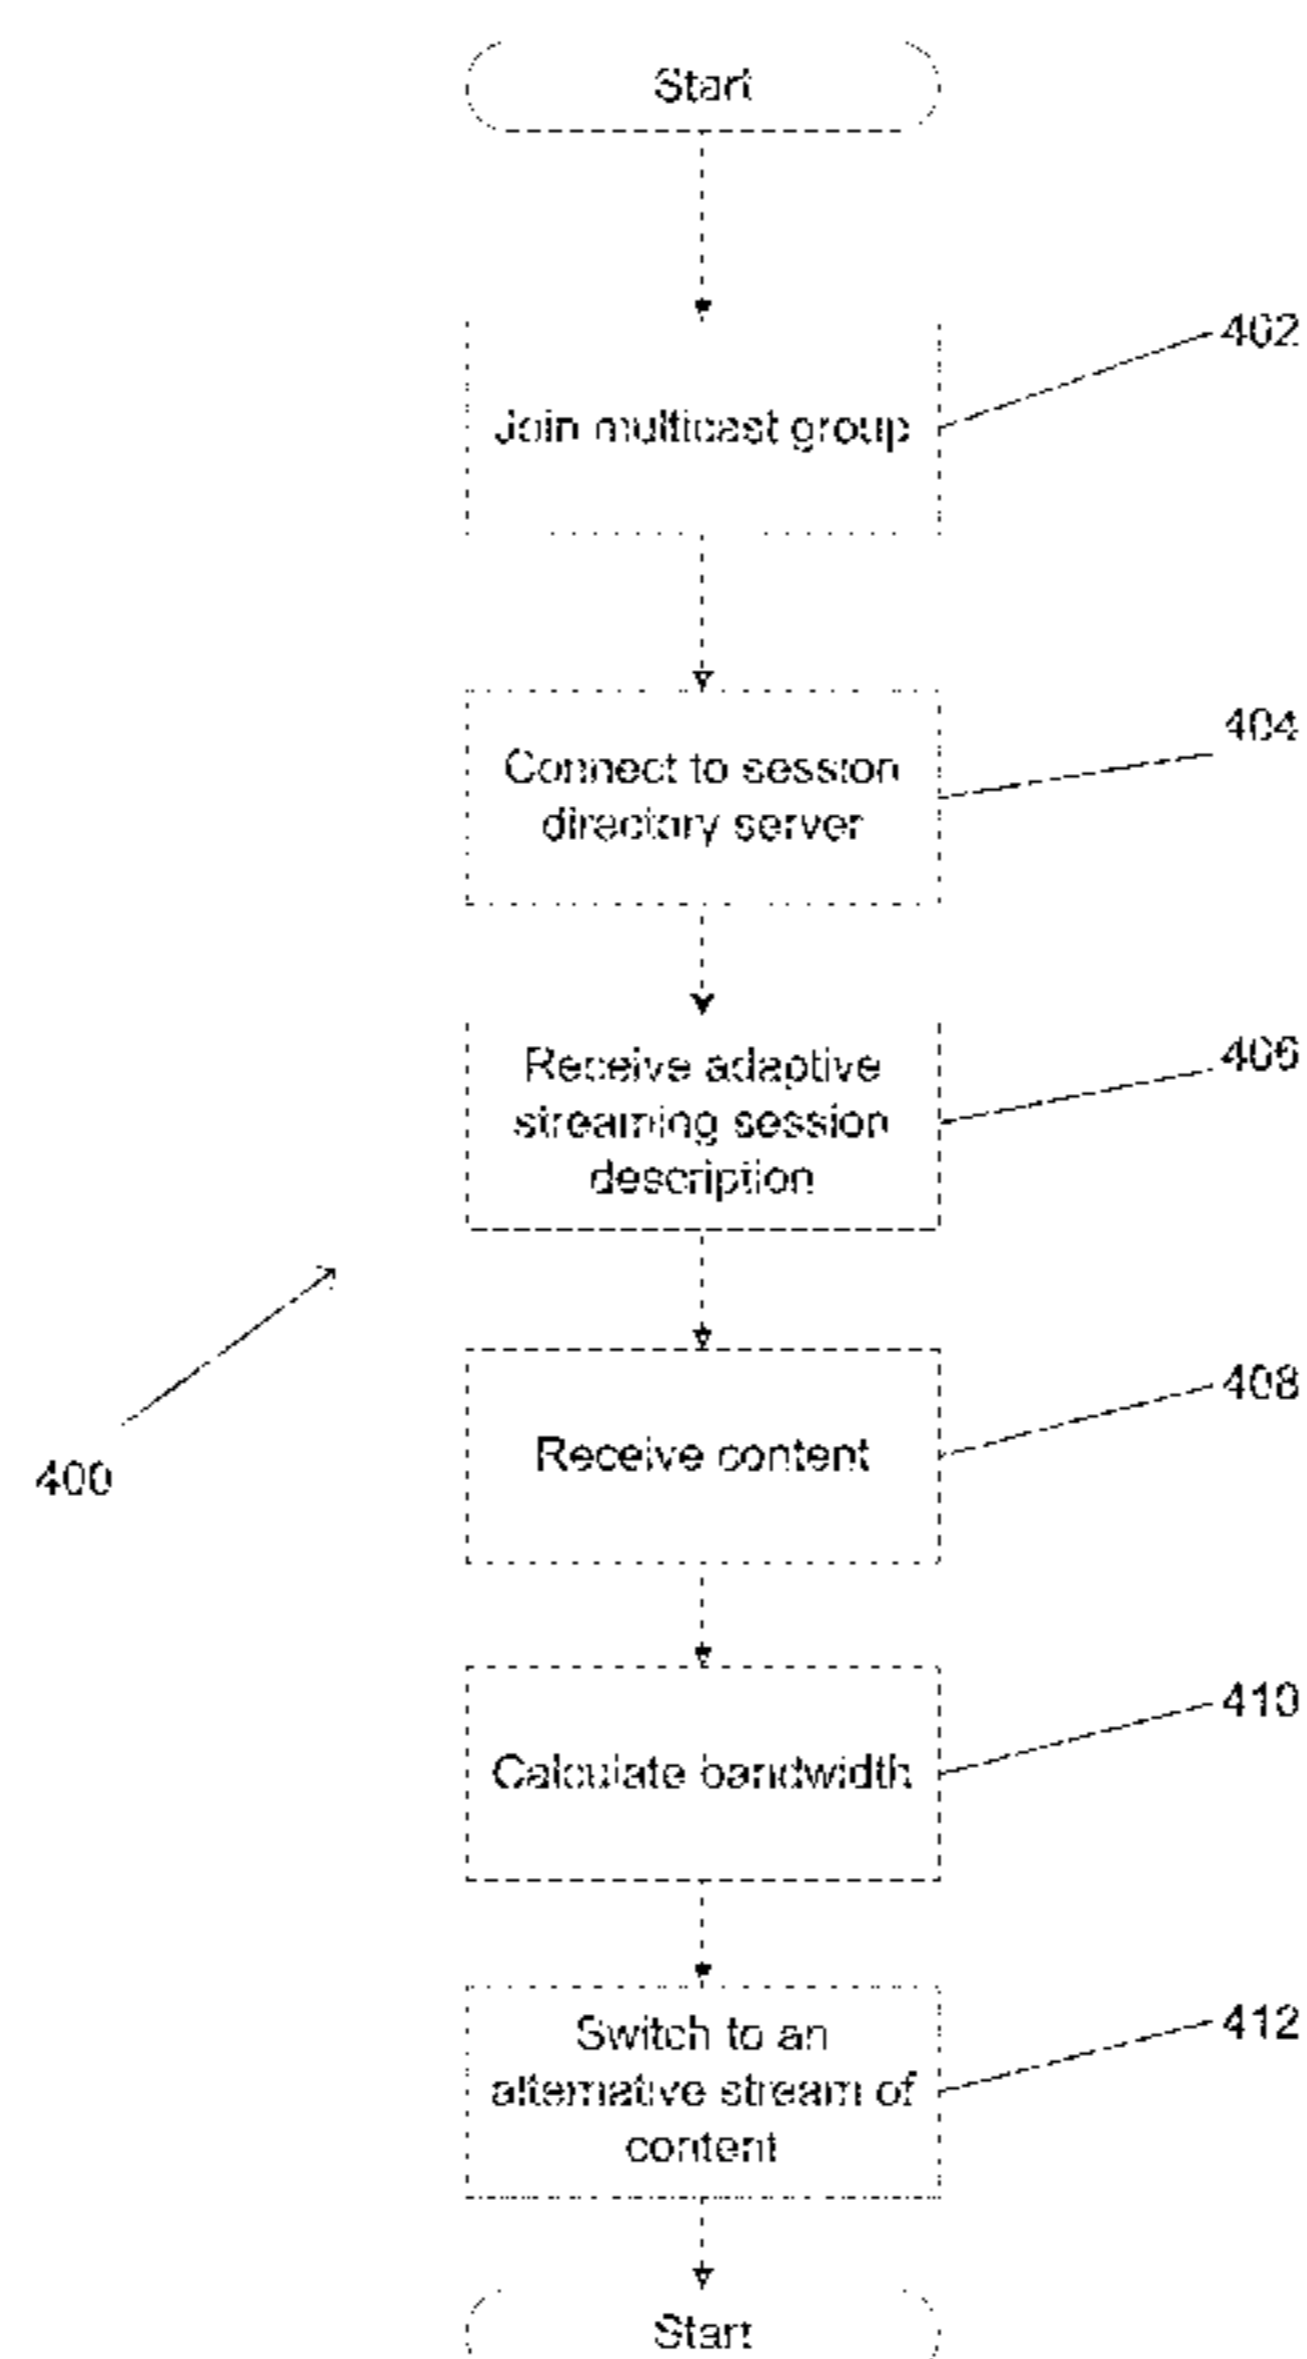 Start
402
Join multicast group
404
Connect to session
directory server
406
Receive adaptive
streaming session
description
408
Receive content
400
410
Calculate bandwidth
412
Switch to an
alternative stream of
content
Start